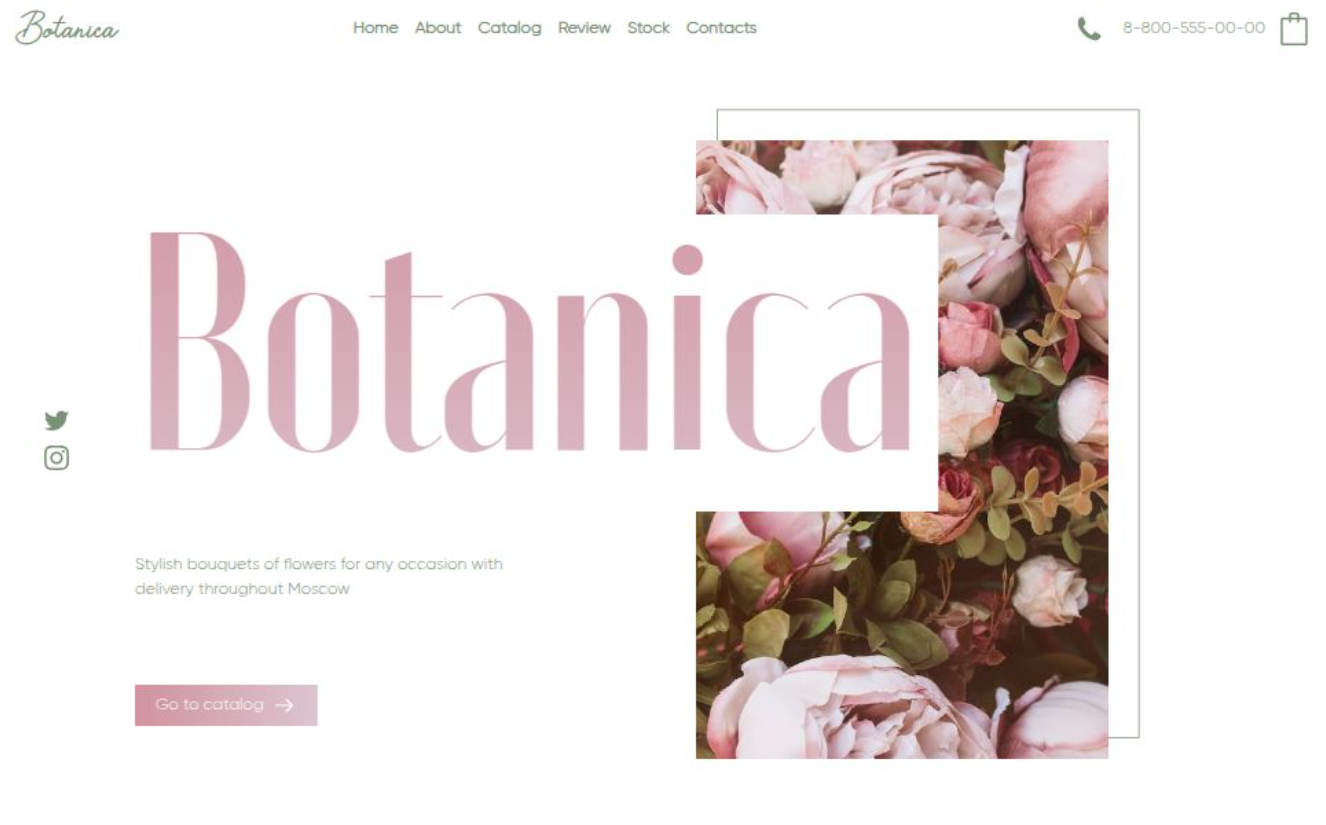 Botanica
Home About Catalog Review Stock Contacts
8-800-555-00-00
Botanica
Stylish bouquets of flowers for any occasion with
delivery throughout Moscow
Go to catalog →